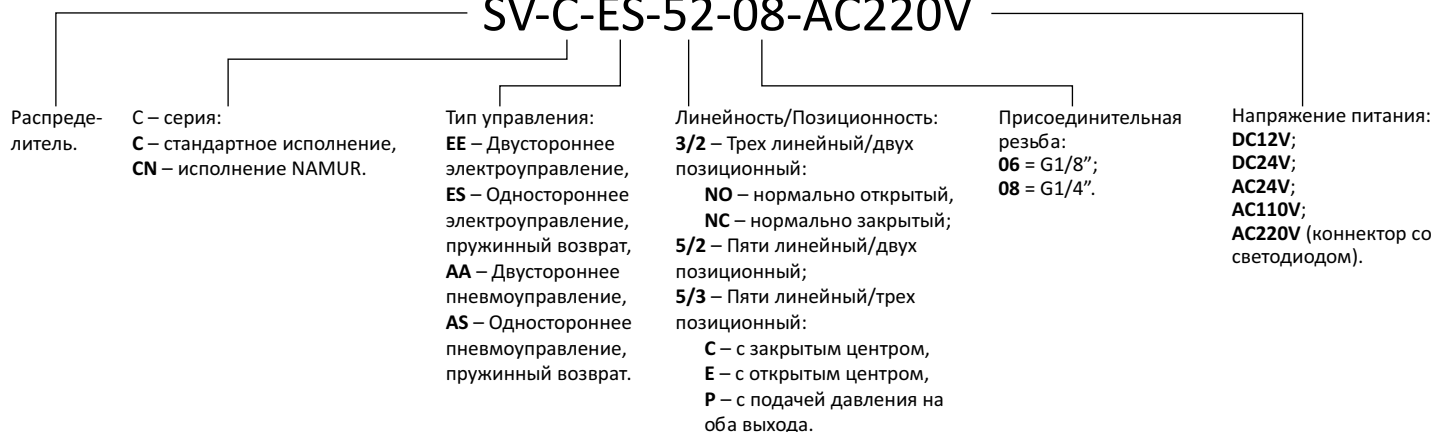 SV-C-ES-52-08-AC220V
Распреде-
литель.
С – серия:
C – стандартное исполнение,
CN – исполнение NAMUR.
Тип управления:
EE – Двустороннее
электроуправление,
ES – Одностороннее
электроуправление,
пружинный возврат,
AA – Двустороннее
пневмоуправление,
AS – Одностороннее
пневмоуправление,
пружинный возврат.
Линейность/Позиционность:
3/2 – Трех линейный/двух
позиционный:
NO – нормально открытый,
NC – нормально закрытый;
5/2 – Пяти линейный/двух
позиционный;
5/3 – Пяти линейный/трех
позиционный:
C – с закрытым центром,
E – с открытым центром,
P – с подачей давления на
оба выхода.
Присоединительная
резьба:
06 = G1/8”;
08 = G1/4”.
Напряжение питания:
DC12V;
DC24V;
AC24V;
AC110V;
AC220V (коннектор со
светодиодом).